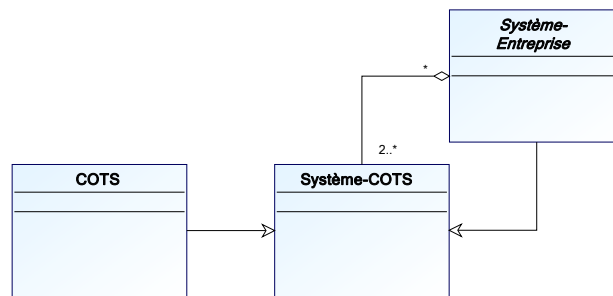 Système-
Entreprise
*
2..*
COTS
Système-COTS